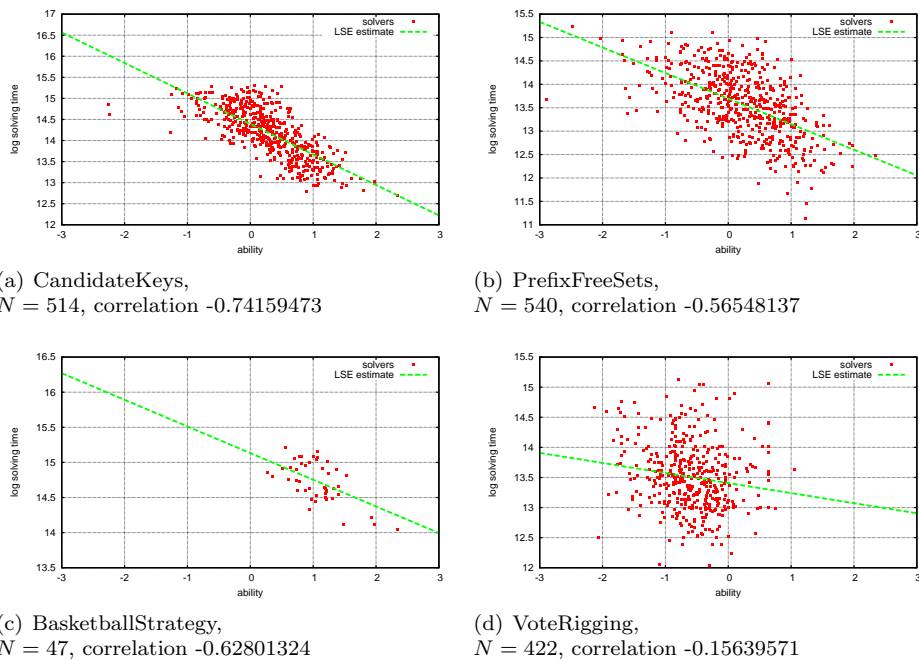 17
16.5
16
15.5
15
14.5
14
13.5
13
12.5
12
-3 -2 -1 0 1 2 3
log solving time
ability
solvers
LSE estimate
(a) CandidateKeys,
N = 514, correlation -0.74159473
15.5
15
14.5
14
13.5
13
12.5
12
11.5
11
-3 -2 -1 0 1 2 3
log solving time
ability
solvers
LSE estimate
(b) PrefixFreeSets,
N = 540, correlation -0.56548137
16.5
16
15.5
15
14.5
14
13.5
-3 -2 -1 0 1 2 3
log solving time
ability
solvers
LSE estimate
(c) BasketballStrategy,
N = 47, correlation -0.62801324
15.5
15
14.5
14
13.5
13
12.5
12
-3 -2 -1 0 1 2 3
log solving time
ability
solvers
LSE estimate
(d) VoteRigging,
N = 422, correlation -0.15639571